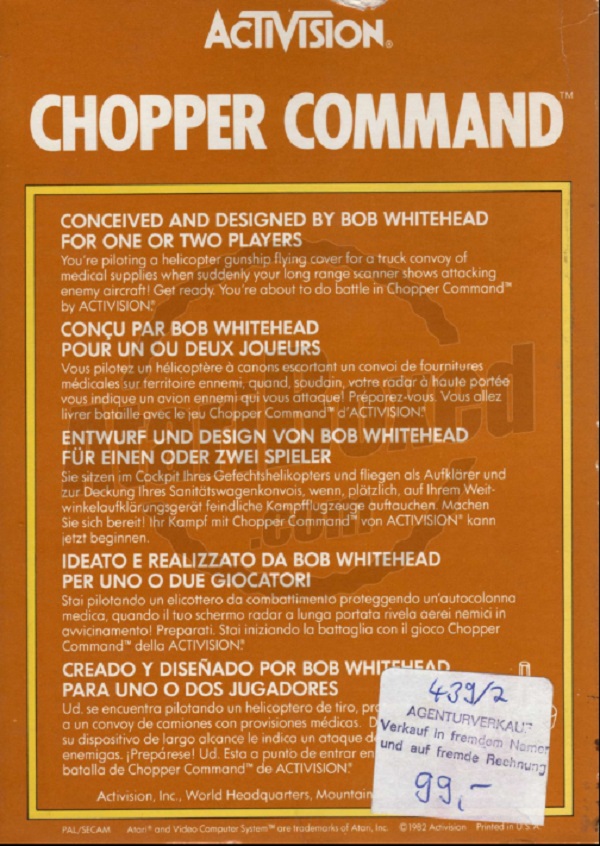 ACTIVISION®
CHOPPER COMMAND™
CONCEIVED AND DESIGNED BY BOB WHITEHEAD
FOR ONE OR TWO PLAYERS
You're piloting a helicopter gunship flying cover for a truck convoy of
medical supplies when suddenly your long range scanner shows attacking
enemy aircraft! Get ready. You're about to do battle in Chopper Command™
by ACTIVISION®.
CONÇU PAR BOB WHITEHEAD
POUR UN OU DEUX JOUEURS
Vous pilotez un hélicoptère à canons escortant un convoi de fournitures
médicales sur territoire ennemi, quand, soudain, votre radar à haute portée
vous indique un avion ennemi qui vous attaque! Préparez-vous. Vous allez
livrer bataille avec le jeu Chopper Command™ d'ACTIVISION®.
ENTWURF UND DESIGN VON BOB WHITEHEAD
FÜR EINEN ODER ZWEI SPIELER
Sie sitzen im Cockpit Ihres Gefechtshelikopters und fliegen als Aufklärer und
zur Deckung Ihres Sanitätswagenkonvois, wenn, plötzlich, auf Ihrem Weit-
winkelaufklärungsgerät feindliche Kampfflugzeuge auftauchen. Machen
Sie sich bereit! Ihr Kampf mit Chopper Command™ von ACTIVISION® kann
jetzt beginnen.
IDEATO E REALIZZATO DA BOB WHITEHEAD
PER UNO O DUE GIOCATORI
Stai pilotando un elicottero da combattimento proteggendo un'autocolonna
medica, quando il tuo schermo radar a lunga portata rivela aerei nemici in
avvicinamento! Preparati. Stai iniziando la battaglia con il gioco Chopper
Command™ della ACTIVISION®.
CREADO Y DISEÑADO POR BOB WHITEHEAD
PARA UNO O DOS JUGADORES
Ud. se encuentra pilotando un helicoptero de tiro,
a un convoy de camiones con provisiones médicas.
su dispositivo de largo alcance le indica un ataque
enemigas. ¡Prepárese! Ud. Esta a punto de entrar en
batalla de Chopper Command™ de ACTIVISION®.
439/2
AGENTURVERKAUF
Verkauf in fremdem Namen
und auf fremde Rechnung
99,-
Activision, Inc., World Headquarters, Mountain
PAL/SECAM Atari® and Video Computer System™ are trademarks of Atari, Inc. ©1982 Activision Printed in U.S.A.